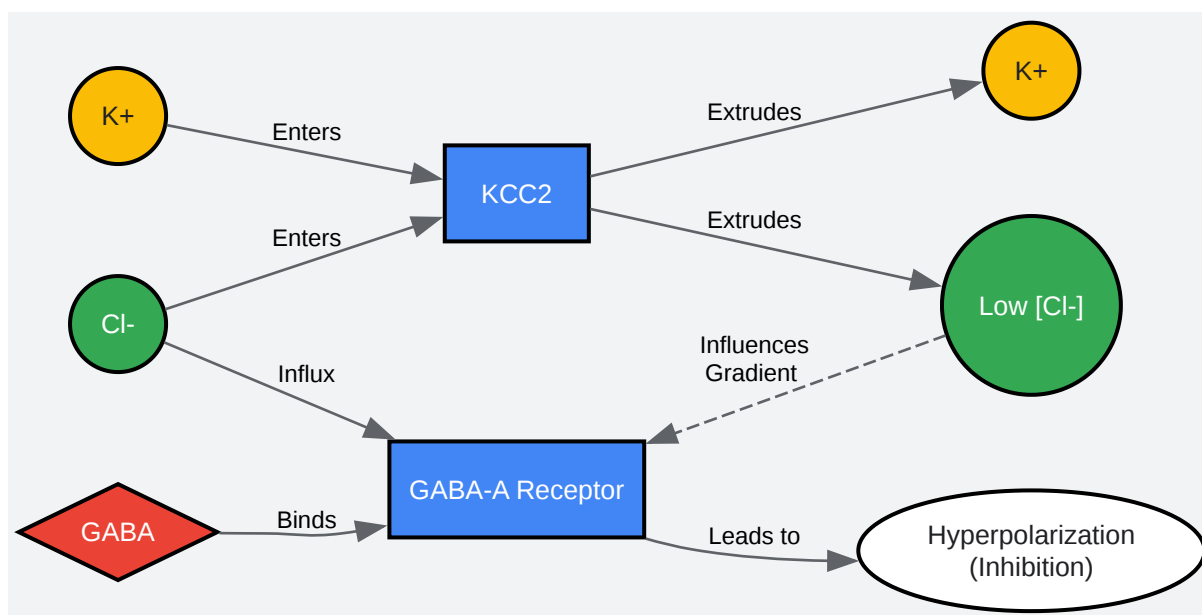 K+
K+
Enters
Extrudes
KCC2
Enters
Extrudes
Cl-
Low [Cl-]
Influx
Influences
Gradient
GABA-A Receptor
GABA
Binds
Leads to
Hyperpolarization
(Inhibition)